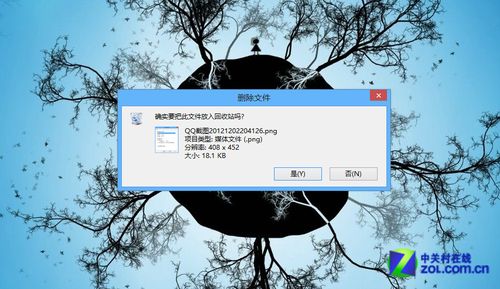 删除文件
确实要把此文件放入回收站吗?
QQ截图20121202204126.png
项目类型: 媒体文件 (.png)
分辨率: 408 x 452
大小: 18.1 KB
是(Y)
否(N)
中关村在线
zol.com.cn